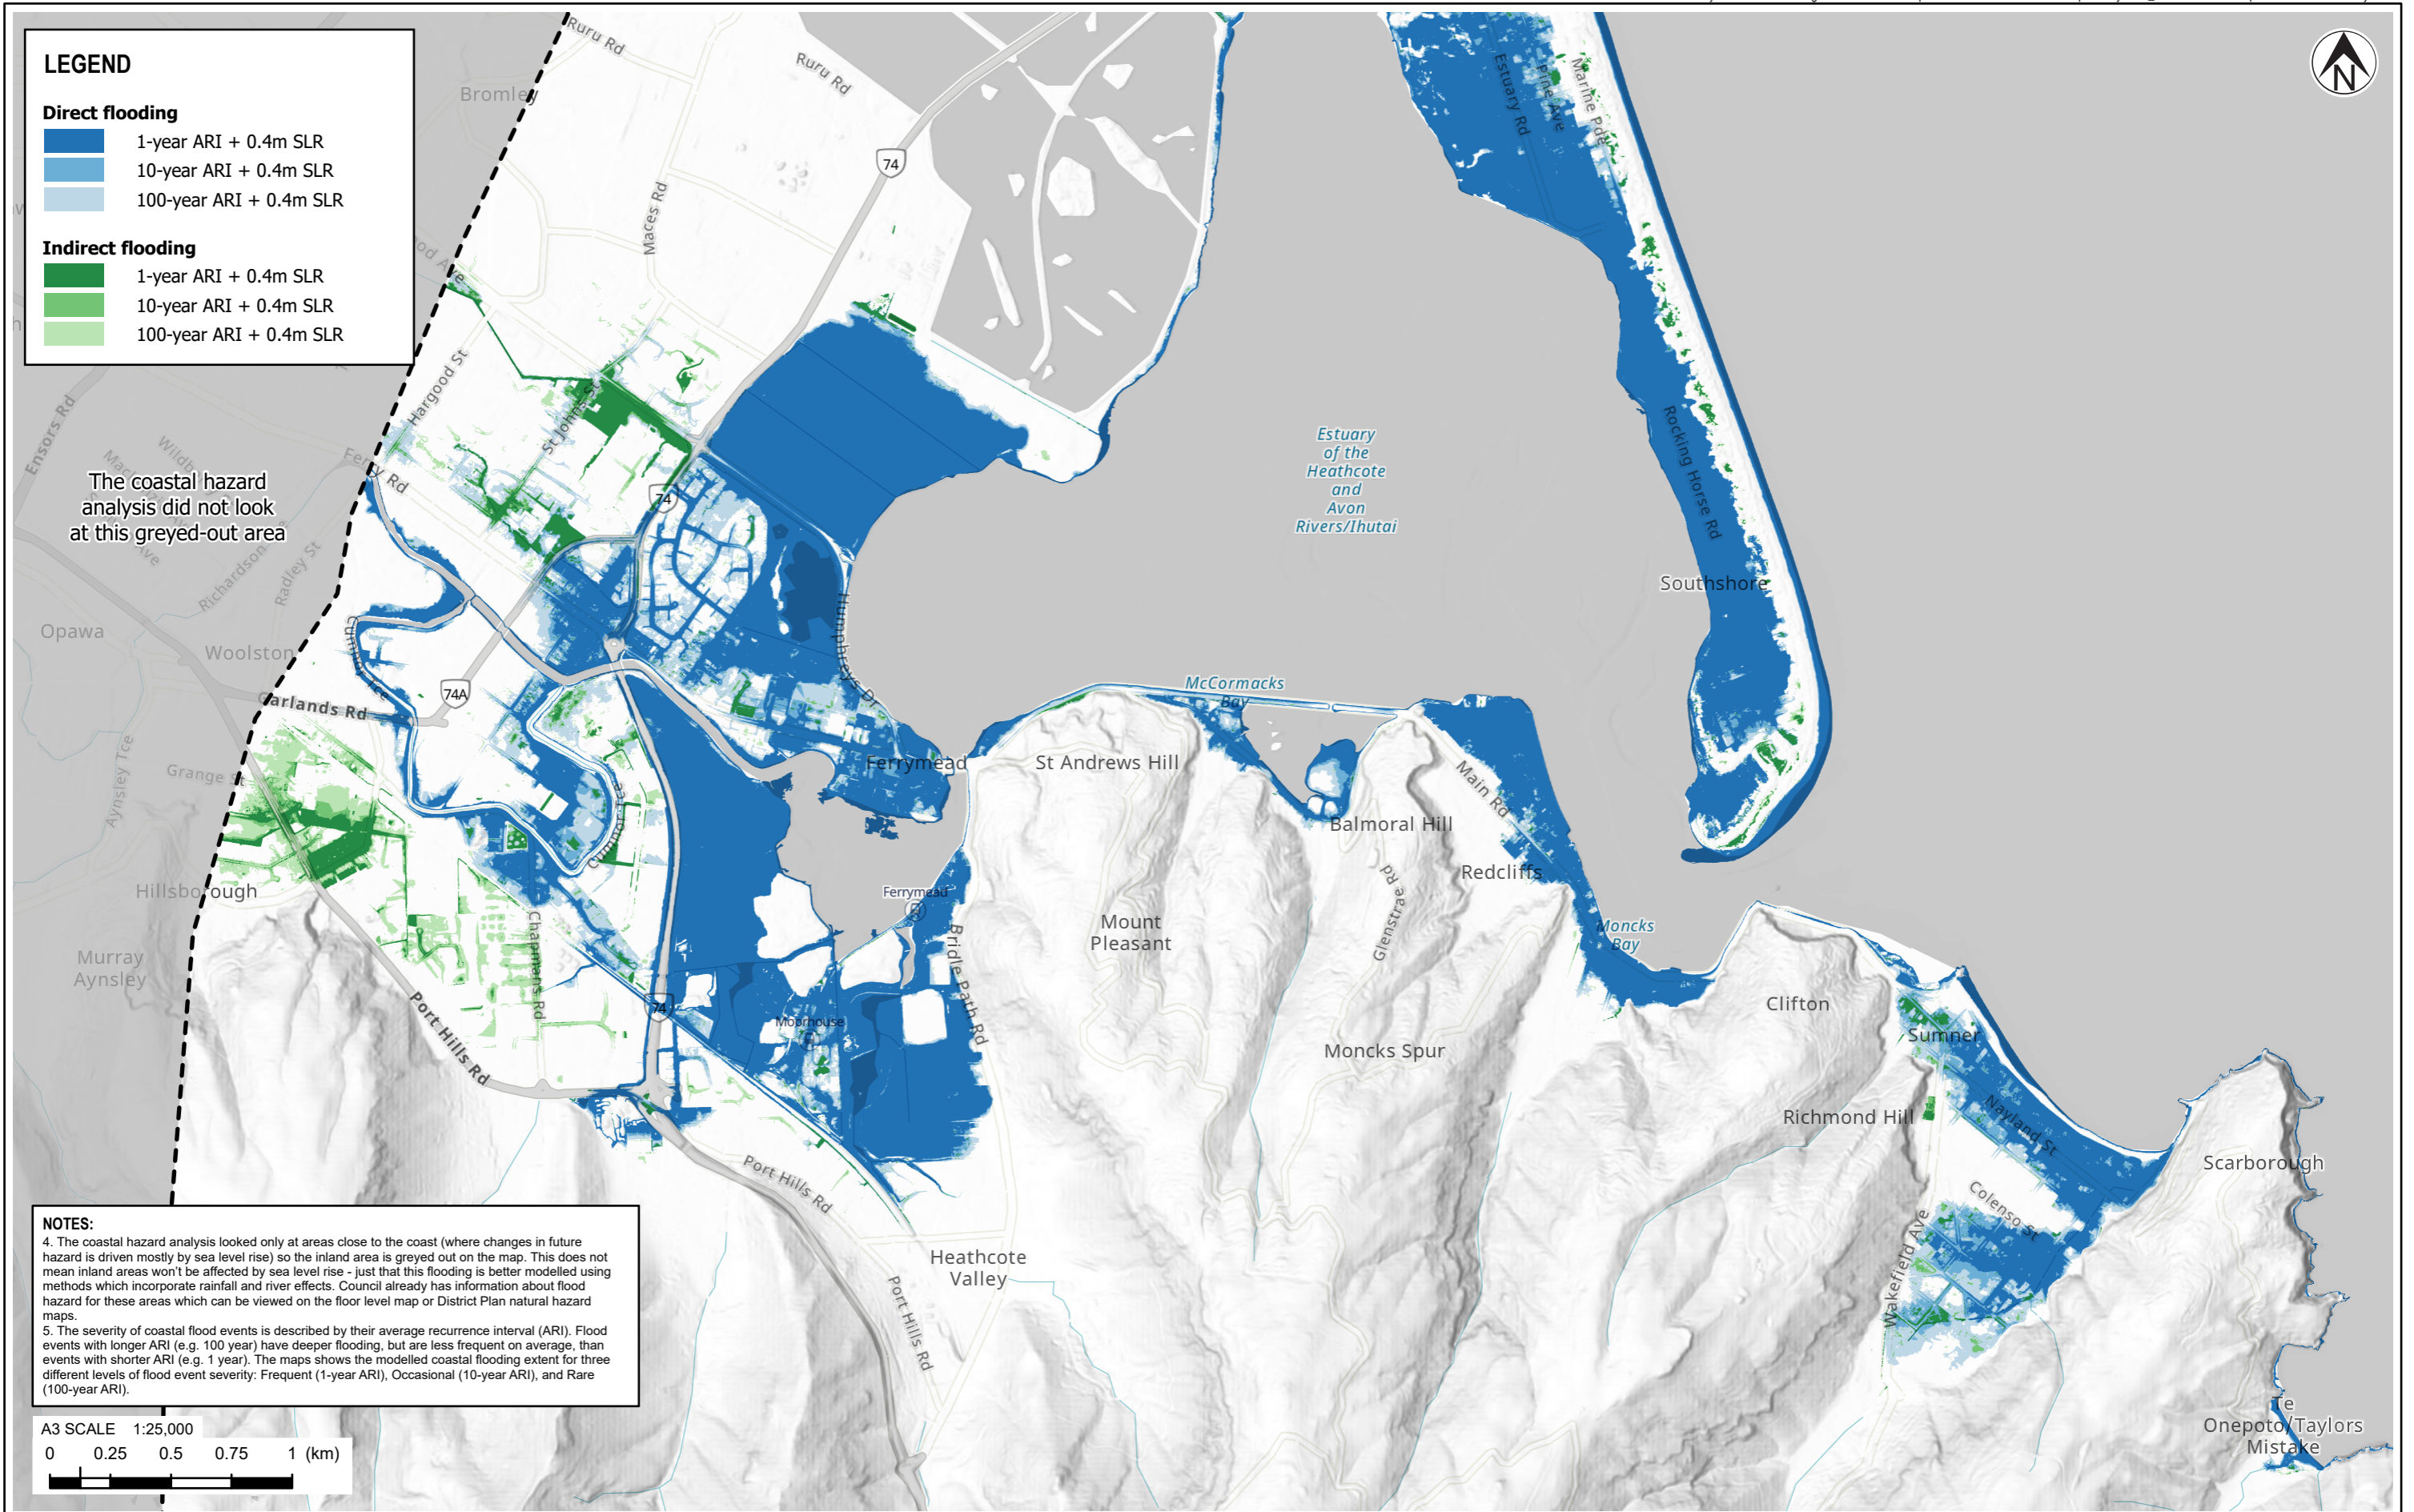 LEGEND
Direct flooding
1-year ARI + 0.4m SLR
10-year ARI + 0.4m SLR
100-year ARI + 0.4m SLR
Indirect flooding
1-year ARI + 0.4m SLR
10-year ARI + 0.4m SLR
100-year ARI + 0.4m SLR
N
Ruru Rd
Ruru Rd
Bromley
Maces Rd
74
Estuary Rd
Pine Ave
Marine Pde
Hargood St
St Johns St
Ensors Rd
Ferry Rd
The coastal hazard
analysis did not look
at this greyed-out area
Richardson
Radley St
74
Estuary
of the
Heathcote
and
Avon
Rivers/Ihutai
Rocking Horse Rd
Southshore
Humphreys Dr
Opawa
Woolston
Cumnor Tce
74A
Garlands Rd
McCormacks
Bay
Aynsley Tce
Grange St
Ferrymead
St Andrews Hill
Main Rd
Balmoral Hill
Cumnor Tce
Redcliffs
Glenstrae Rd
Hillsborough
Ferrymead
Mount
Pleasant
Moncks
Bay
Chapmans Rd
Bridle Path Rd
Murray
Aynsley
Port Hills Rd
74
Moorhouse
Clifton
Sumner
Moncks Spur
Richmond Hill
Nayland St
Scarborough
Port Hills Rd
Colenso St
Wakefield Ave
Heathcote
Valley
Port Hills Rd
Te
Onepoto/Taylors
Mistake
NOTES:
4. The coastal hazard analysis looked only at areas close to the coast (where changes in future
hazard is driven mostly by sea level rise) so the inland area is greyed out on the map. This does not
mean inland areas won't be affected by sea level rise - just that this flooding is better modelled using
methods which incorporate rainfall and river effects. Council already has information about flood
hazard for these areas which can be viewed on the floor level map or District Plan natural hazard
maps.
5. The severity of coastal flood events is described by their average recurrence interval (ARI). Flood
events with longer ARI (e.g. 100 year) have deeper flooding, but are less frequent on average, than
events with shorter ARI (e.g. 1 year). The maps shows the modelled coastal flooding extent for three
different levels of flood event severity: Frequent (1-year ARI), Occasional (10-year ARI), and Rare
(100-year ARI).
A3 SCALE 1:25,000
0 0.25 0.5 0.75 1 (km)